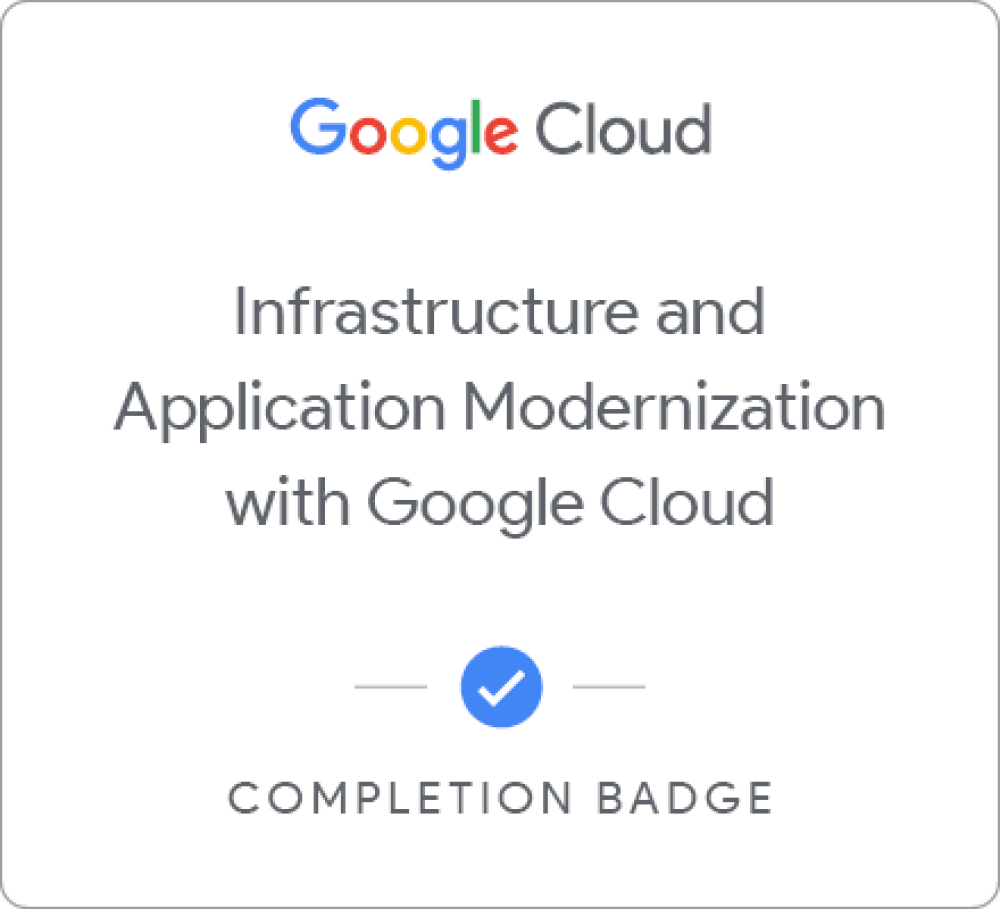 Google Cloud
Infrastructure and
Application Modernization
with Google Cloud
COMPLETION BADGE